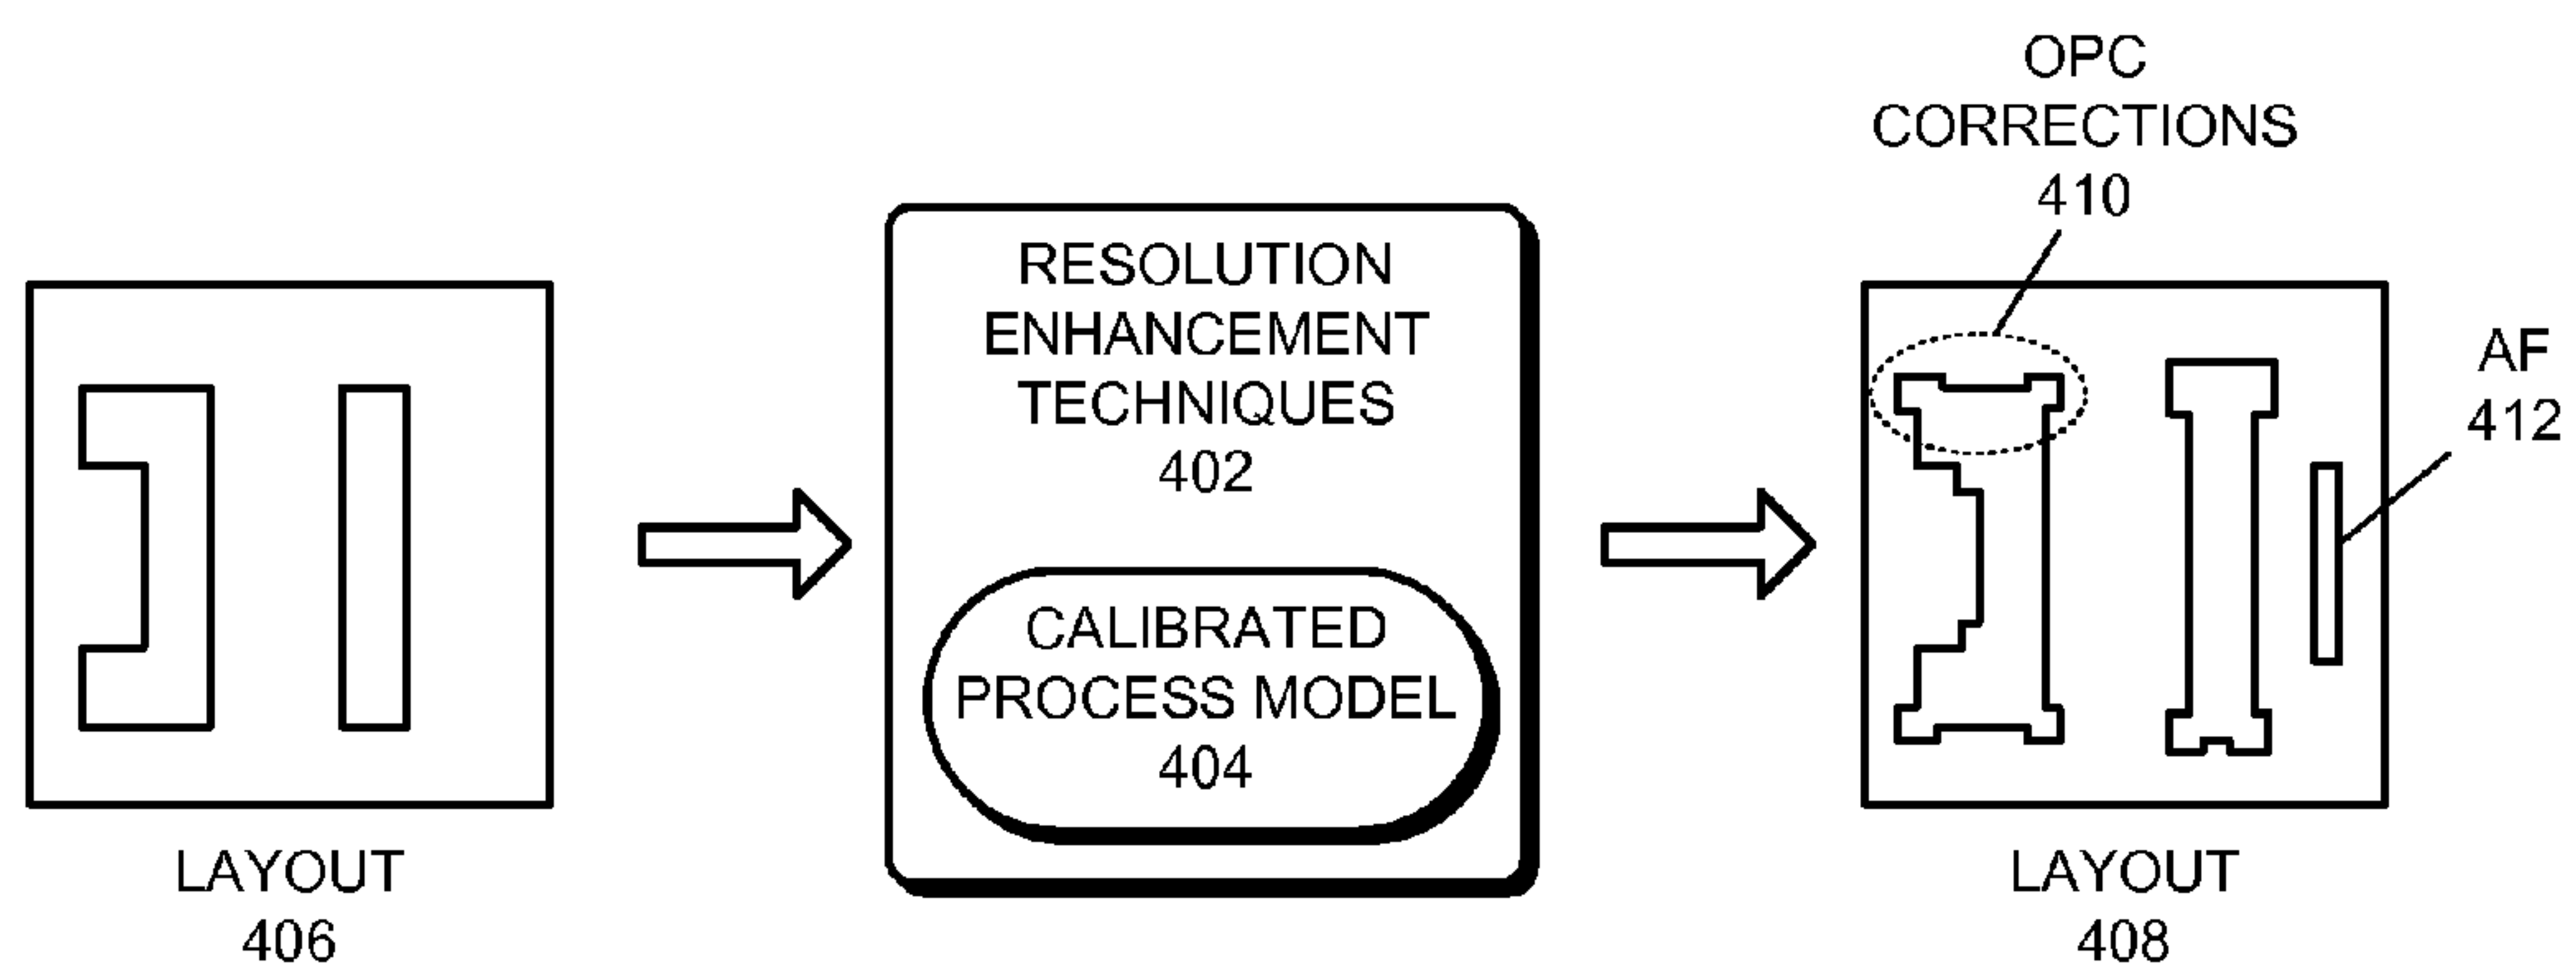 LAYOUT
406
RESOLUTION
ENHANCEMENT
TECHNIQUES
402
CALIBRATED
PROCESS MODEL
404
OPC
CORRECTIONS
410
AF
412
LAYOUT
408